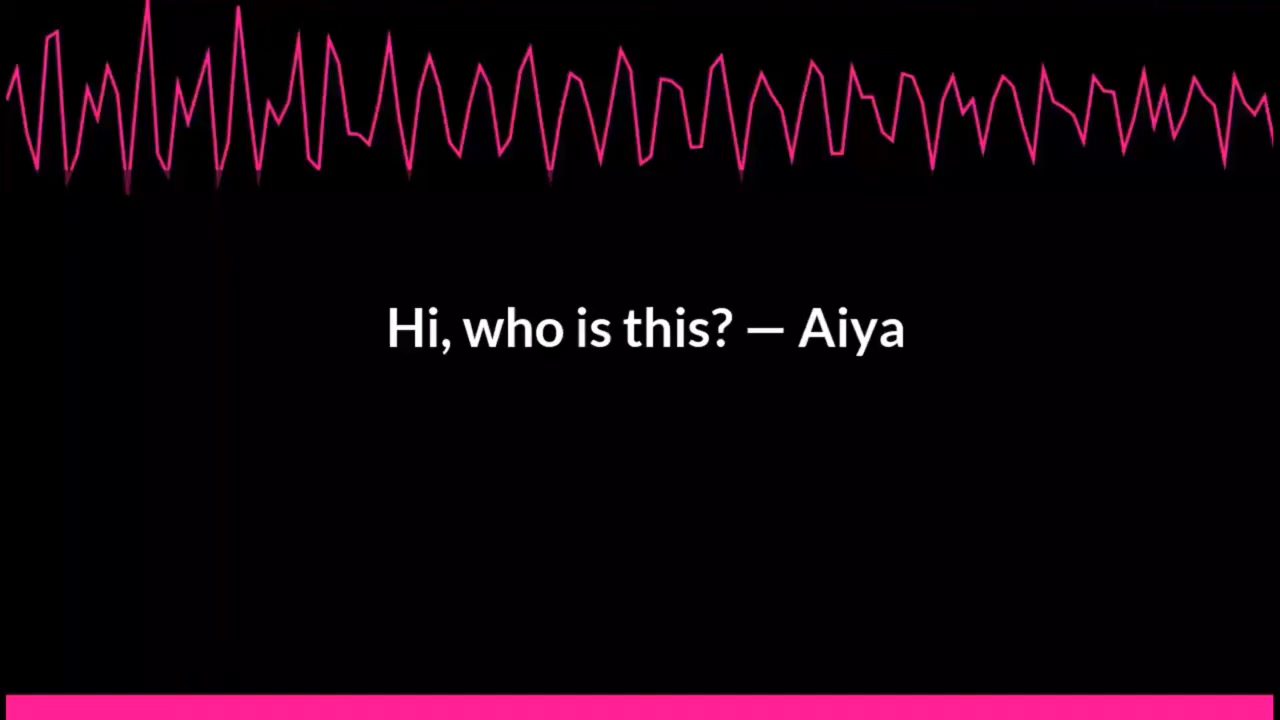 Hi, who is this? — Aiya